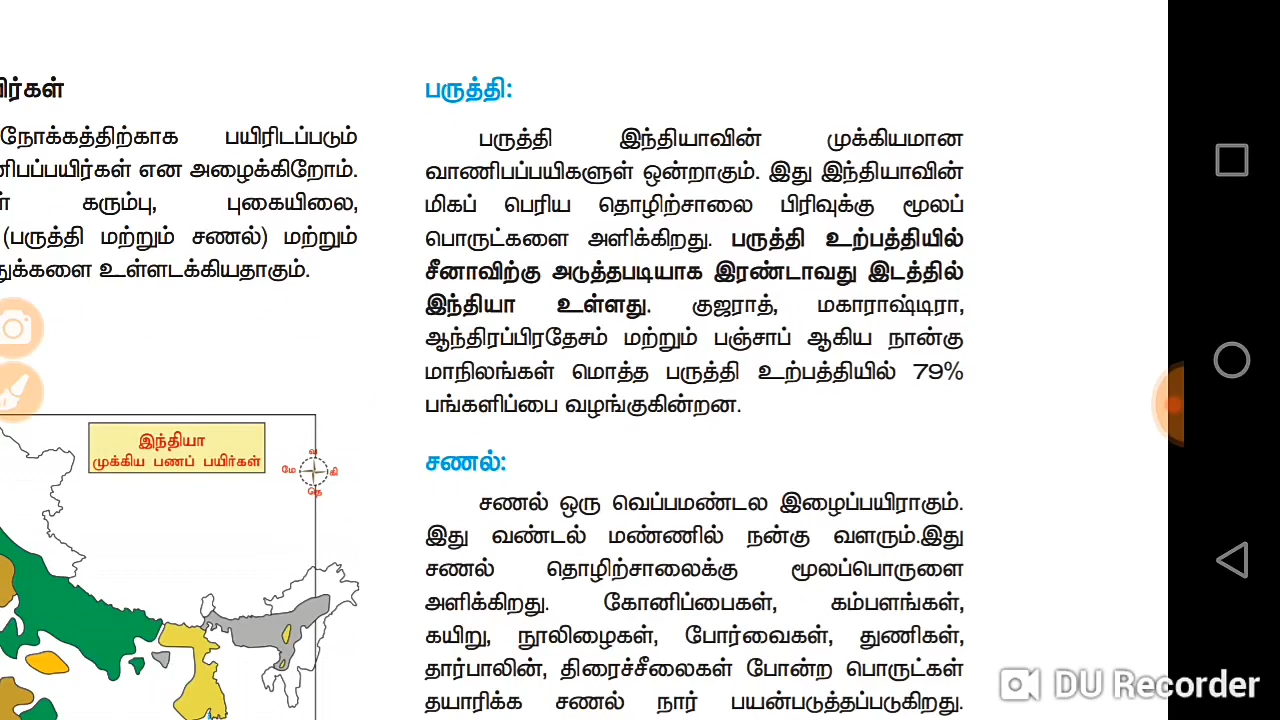 பிர்கள்
நோக்கத்திற்காக பயிரிடப்படும்
ணிபப்பயிர்கள் என அழைக்கிறோம்.
கரும்பு, புகையிலை,
(பருத்தி மற்றும் சணல்) மற்றும்
துக்களை உள்ளடக்கியதாகும்.
இந்தியா
முக்கிய பணப் பயிர்கள்
வ
மே
கி
தெ
பருத்தி:
பருத்தி இந்தியாவின் முக்கியமான
வாணிபப்பயிகளுள் ஒன்றாகும். இது இந்தியாவின்
மிகப் பெரிய தொழிற்சாலை பிரிவுக்கு மூலப்
பொருட்களை அளிக்கிறது. பருத்தி உற்பத்தியில்
சீனாவிற்கு அடுத்தபடியாக இரண்டாவது இடத்தில்
இந்தியா உள்ளது. குஜராத், மகாராஷ்டிரா,
ஆந்திரப்பிரதேசம் மற்றும் பஞ்சாப் ஆகிய நான்கு
மாநிலங்கள் மொத்த பருத்தி உற்பத்தியில் 79%
பங்களிப்பை வழங்குகின்றன.
சணல்:
சணல் ஒரு வெப்பமண்டல இழைப்பயிராகும்.
இது வண்டல் மண்ணில் நன்கு வளரும்.இது
சணல் தொழிற்சாலைக்கு மூலப்பொருளை
அளிக்கிறது. கோனிப்பைகள், கம்பளங்கள்,
கயிறு, நூலிழைகள், போர்வைகள், துணிகள்,
தார்பாலின், திரைச்சீலைகள் போன்ற பொருட்கள்
தயாரிக்க சணல் நார் பயன்படுத்தப்படுகிறது.
DU Recorder